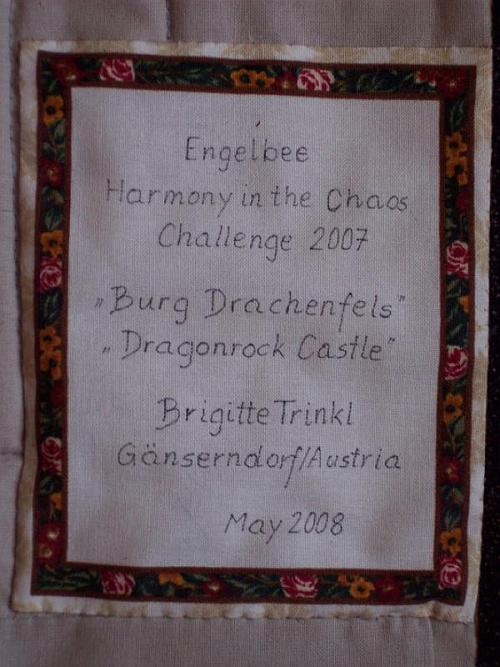 Engelbee
Harmony in the Chaos
Challenge 2007
„Burg Drachenfels"
„Dragonrock Castle"
Brigitte Trinkl
Gänserndorf/Austria
May 2008